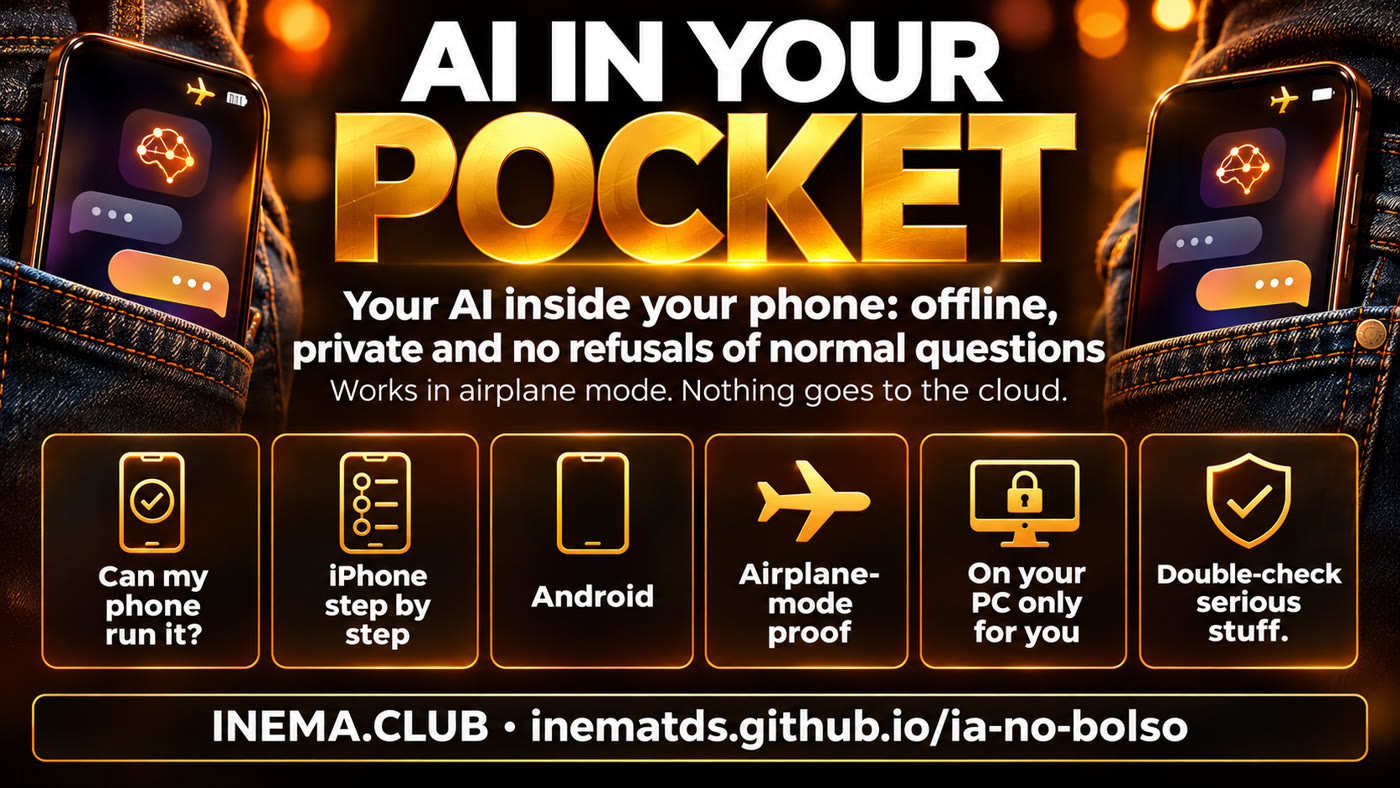 AI IN YOUR
POCKET
Your AI inside your phone: offline,
private and no refusals of normal questions
Works in airplane mode. Nothing goes to the cloud.
Can my
phone
run it?
iPhone
step by
step
Android
Airplane-
mode
proof
On your
PC only
for you
Double-check
serious
stuff.
INEMA.CLUB • inematds.github.io/ia-no-bolso